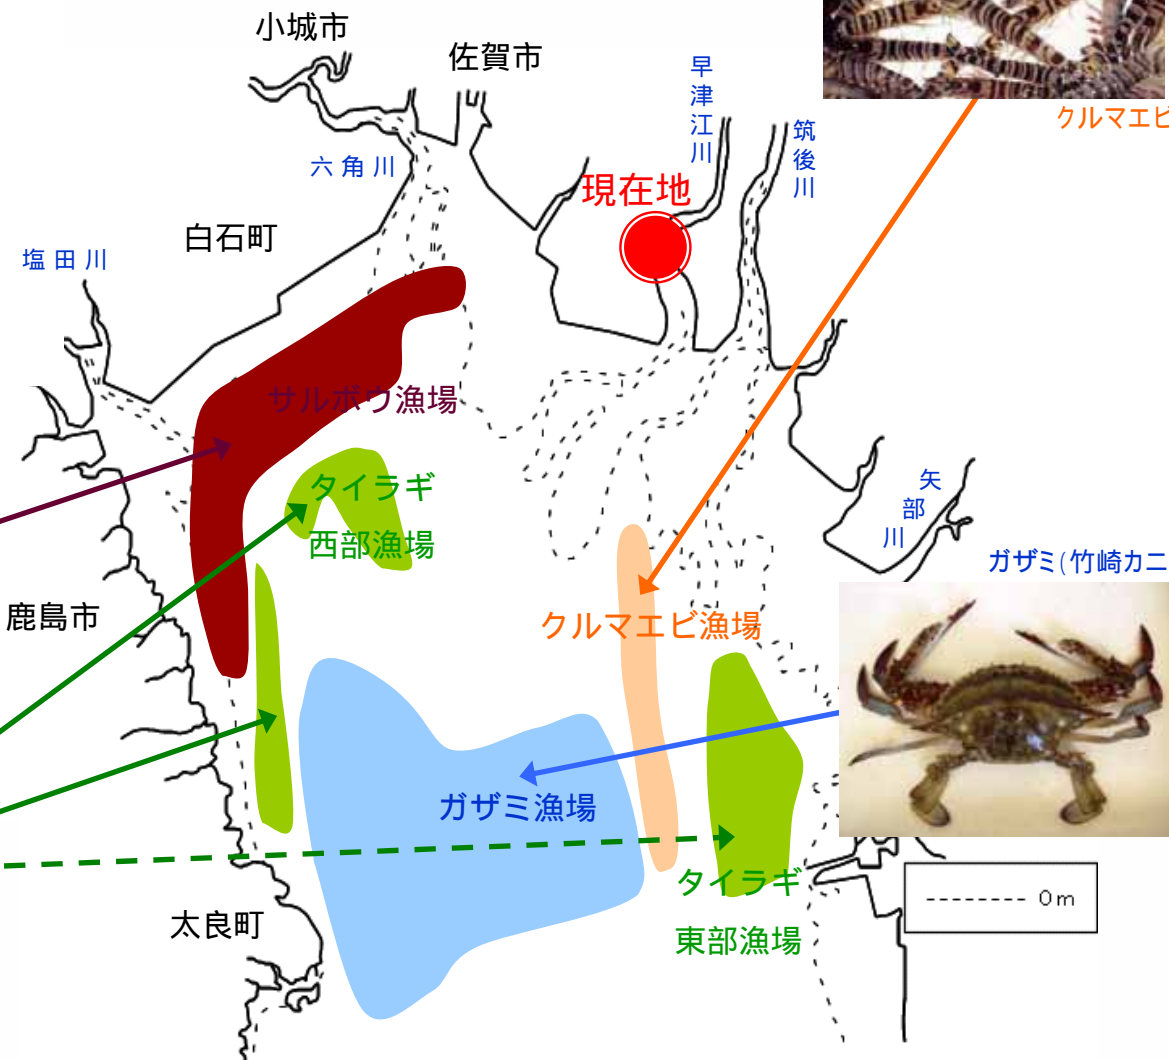 小城市
佐賀市
早津江川
筑後川
クルマエビ
六角川
現在地
白石町
塩田川
サルボウ漁場
タイラギ
西部漁場
矢部川
ガザミ(竹崎カニ
鹿島市
クルマエビ漁場
ガザミ漁場
タイラギ
東部漁場
太良町
0m